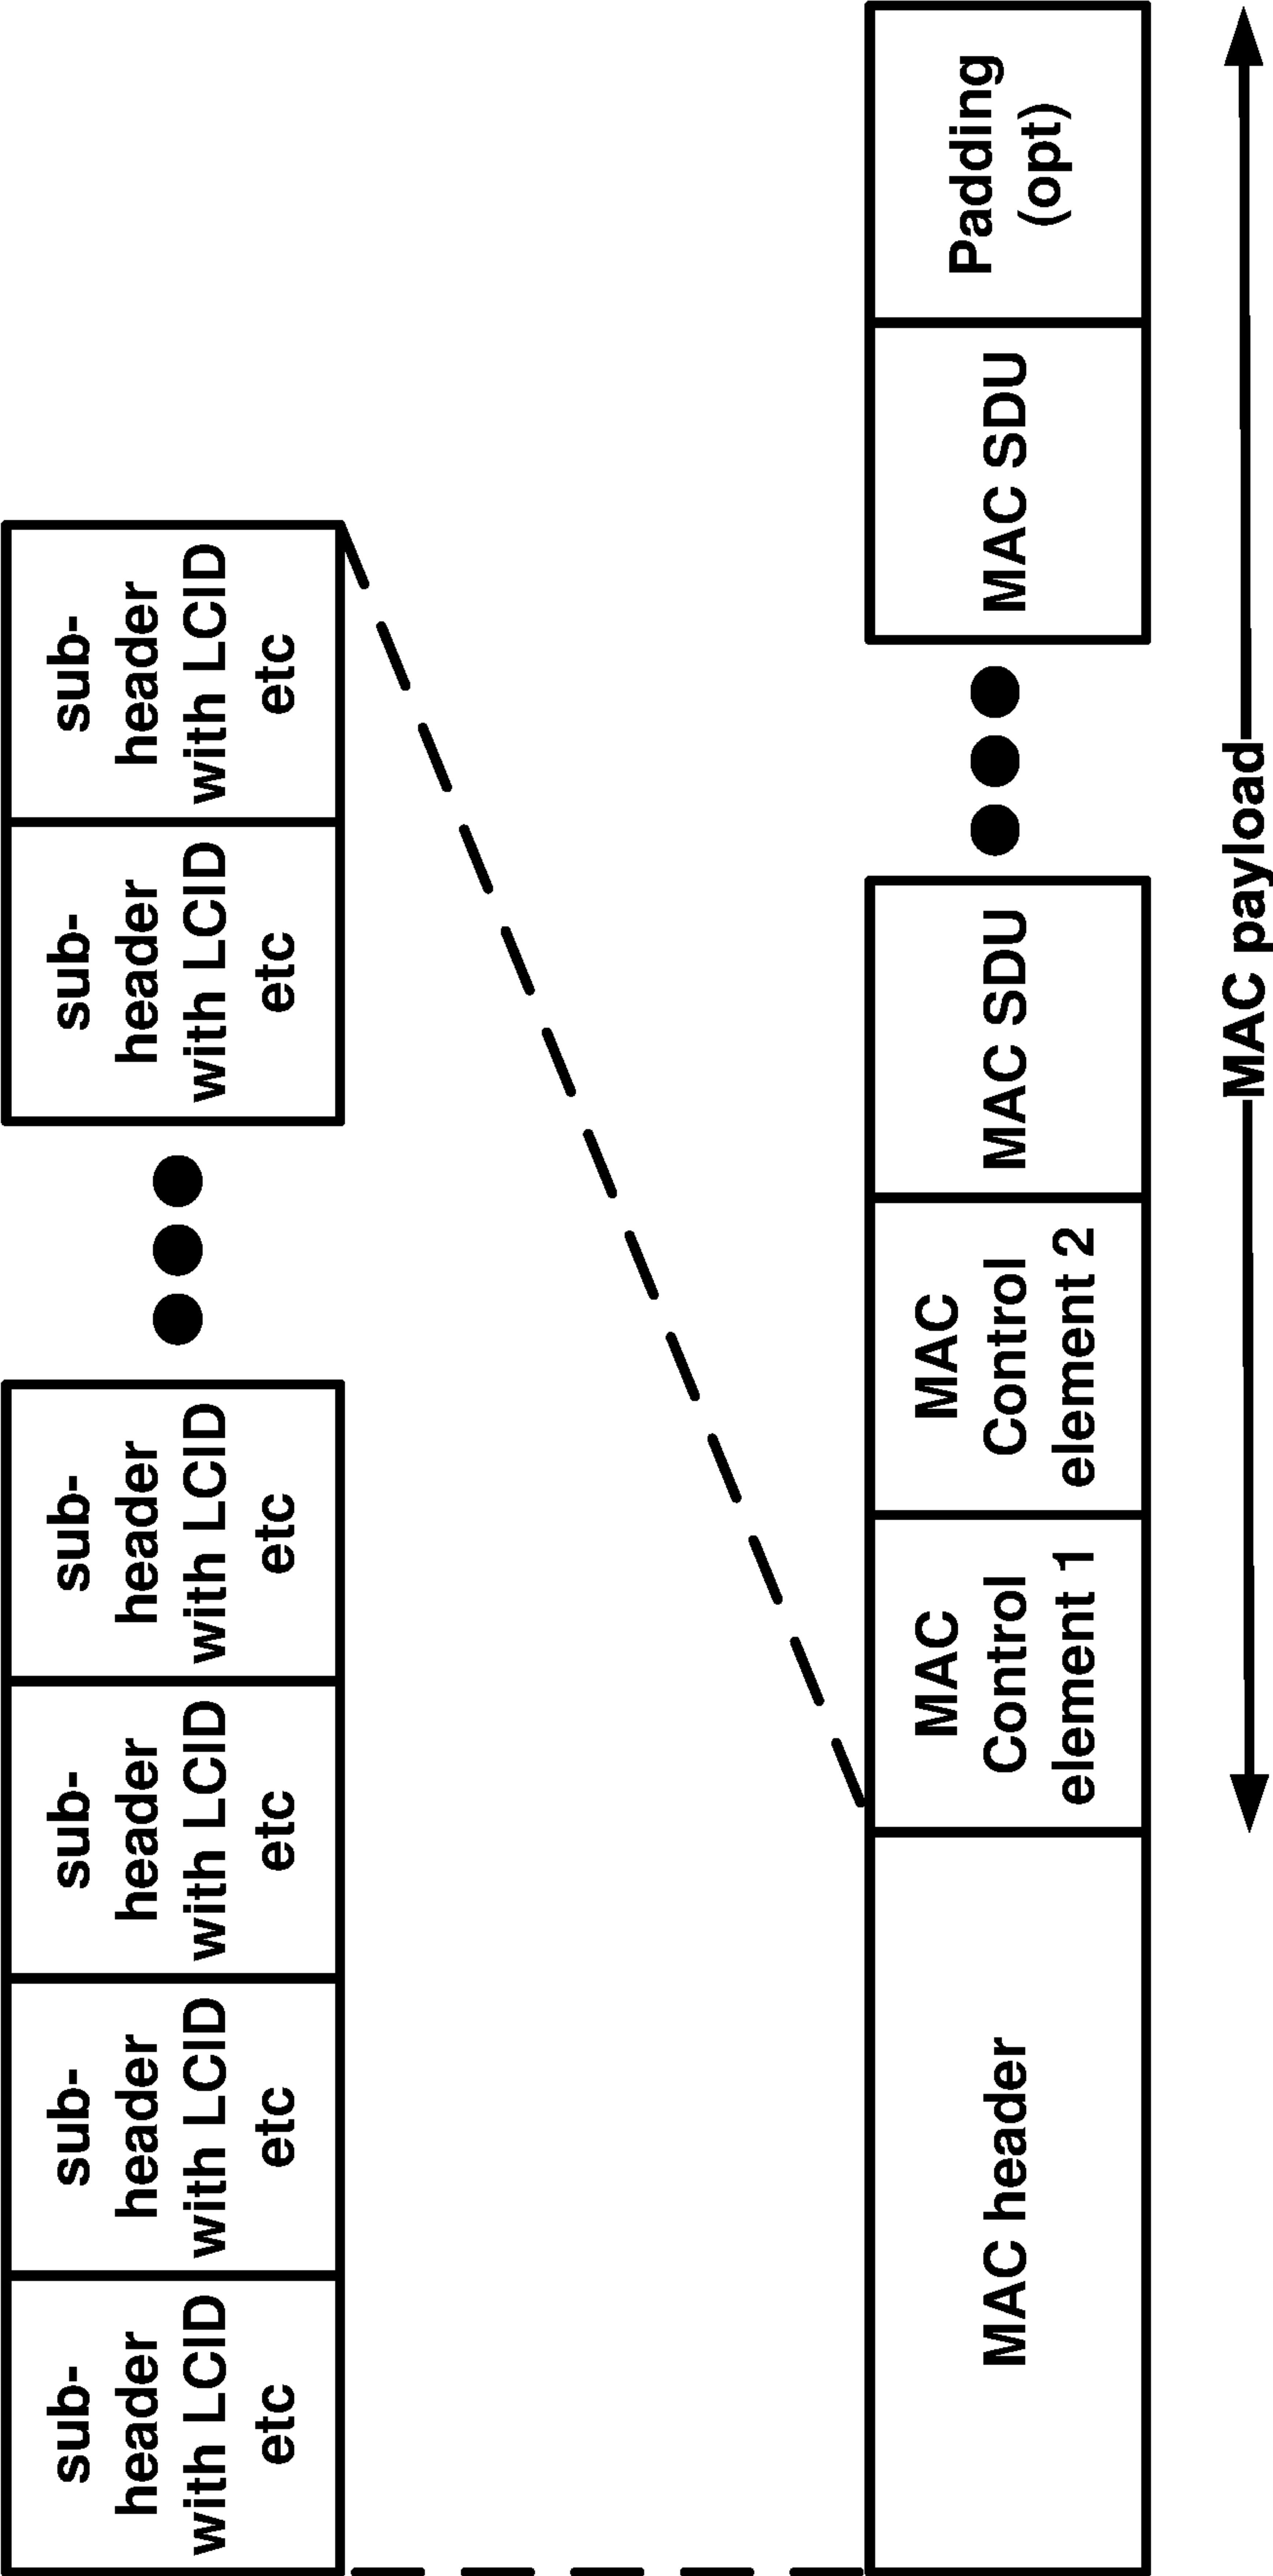 sub-
header
with LCID
etc
sub-
header
with LCID
etc
sub-
header
with LCID
etc
sub-
header
with LCID
etc
sub-
header
with LCID
etc
sub-
header
with LCID
etc
MAC header
MAC
Control
element 1
MAC
Control
element 2
MAC SDU
MAC SDU
Padding
(opt)
MAC payload